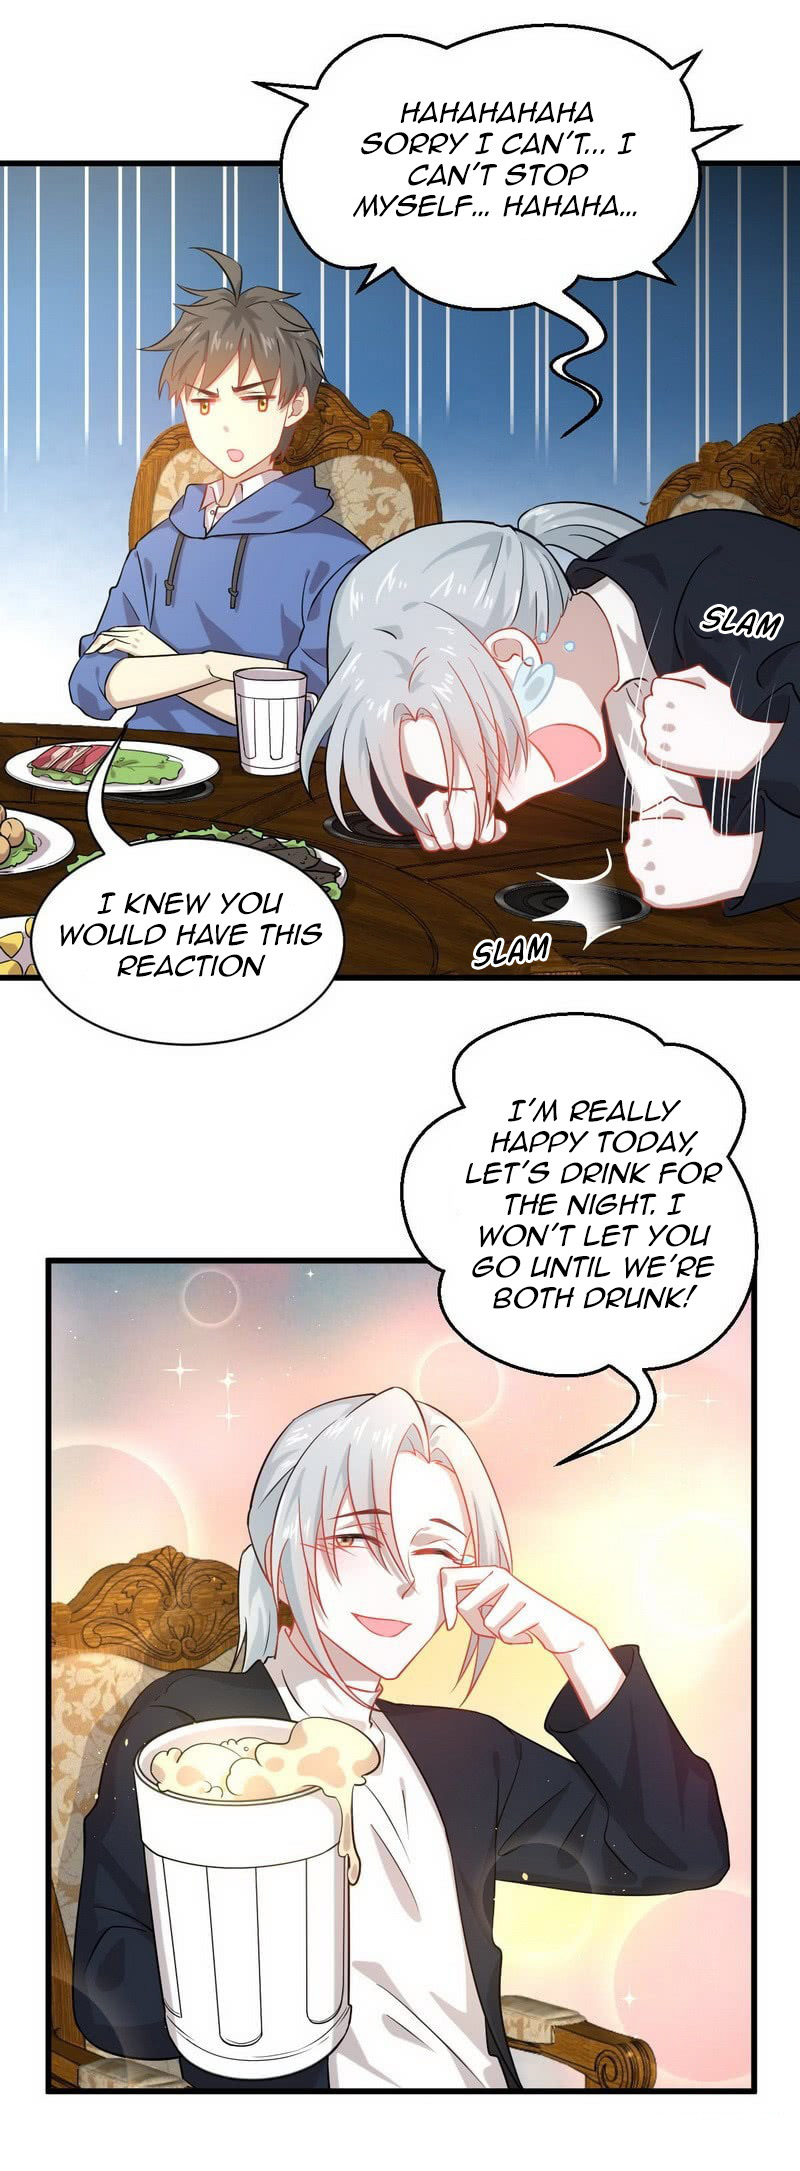 HAHAHAHAHA
SORRY I CAN'T... I
CAN'T STOP
MYSELF... HAHAHA...
SLAM
I KNEW YOU
WOULD HAVE THIS
REACTION
SLAM
I'M REALLY
HAPPY TODAY,
LET'S DRINK FOR
THE NIGHT. I
WON'T LET YOU
GO UNTIL WE'RE
BOTH DRUNK!